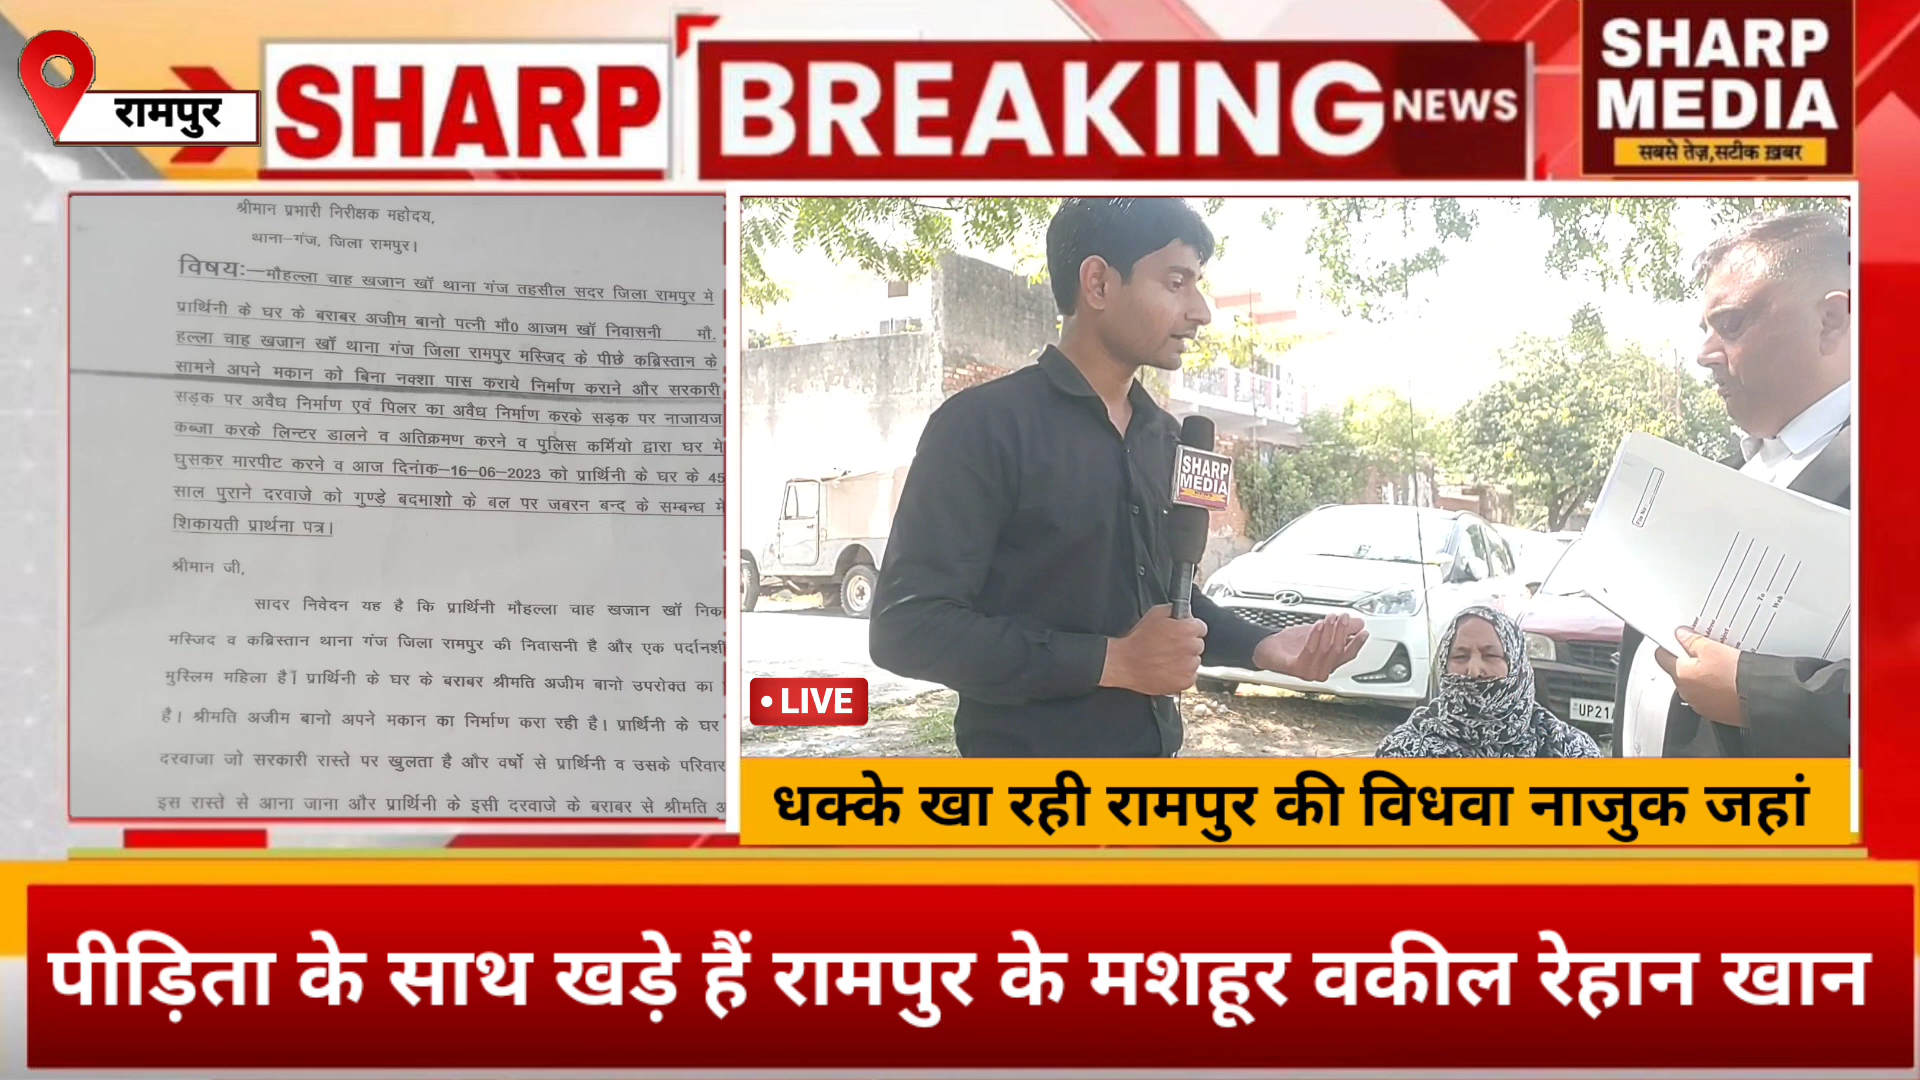 रामपुर
SHARP
BREAKING NEWS
SHARP
MEDIA
सबसे तेज़,सटीक ख़बर
श्रीमान प्रभारी निरीक्षक महोदय,
थाना–गंज, जिला रामपुर।
विषयः–मौहल्ला चाह खजान खॉ थाना गंज तहसील सदर जिला रामपुर मे
प्रार्थिनी के घर के बराबर अजीम बानो पत्नी मौ0 आजम खॉ निवासनी मौ.
हल्ला चाह खजान खॉ थाना गंज जिला रामपुर मस्जिद के पीछे कब्रिस्तान के
सामने अपने मकान को बिना नक्शा पास कराये निर्माण कराने और सरकारी
सड़क पर अवैध निर्माण एवं पिलर का अवैध निर्माण करके सड़क पर नाजायज
कब्जा करके लिन्टर डालने व अतिक्रमण करने व पुलिस कर्मियो द्वारा घर मे
घुसकर मारपीट करने व आज दिनांक–16–06–2023 को प्रार्थिनी के घर के 45
साल पुराने दरवाजे को गुण्डे बदमाशो के बल पर जबरन बन्द के सम्बन्ध मे
शिकायती प्रार्थना पत्र।
श्रीमान जी,
सादर निवेदन यह है कि प्रार्थिनी मौहल्ला चाह खजान खॉ
मस्जिद व कब्रिस्तान थाना गंज जिला रामपुर की निवासनी है और एक
मुस्लिम महिला है। प्रार्थिनी के घर के बराबर श्रीमति अजीम बानो उपरोक्त का
है। श्रीमति अजीम बानो अपने मकान का निर्माण करा रही है। प्रार्थिनी के घर
दरवाजा जो सरकारी रास्ते पर खुलता है और वर्षो से प्रार्थिनी व उसके परिवार
इस रास्ते से आना जाना और प्रार्थिनी के इसी दरवाजे के बराबर से श्रीमति
SHARP
MEDIA
File No.
To
UP21
• LIVE
धक्के खा रही रामपुर की विधवा नाजुक जहां
पीड़िता के साथ खड़े हैं रामपुर के मशहूर वकील रेहान खान